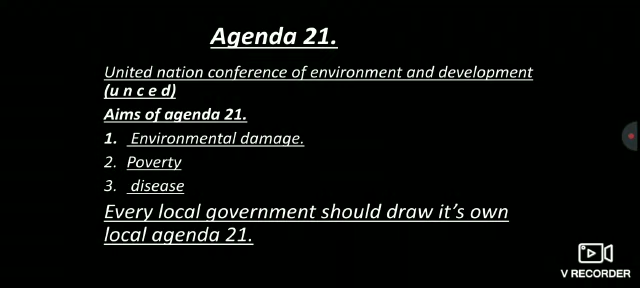 Agenda 21.
United nation conference of environment and development
(u n c e d)
Aims of agenda 21.
1. Environmental damage.
2. Poverty
3. disease
Every local government should draw it's own
local agenda 21.
V RECORDER